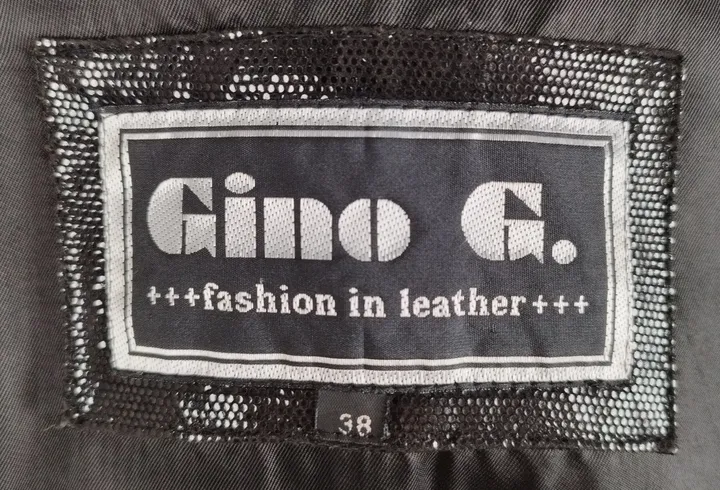 Gino G.
+++fashion in leather+++
38